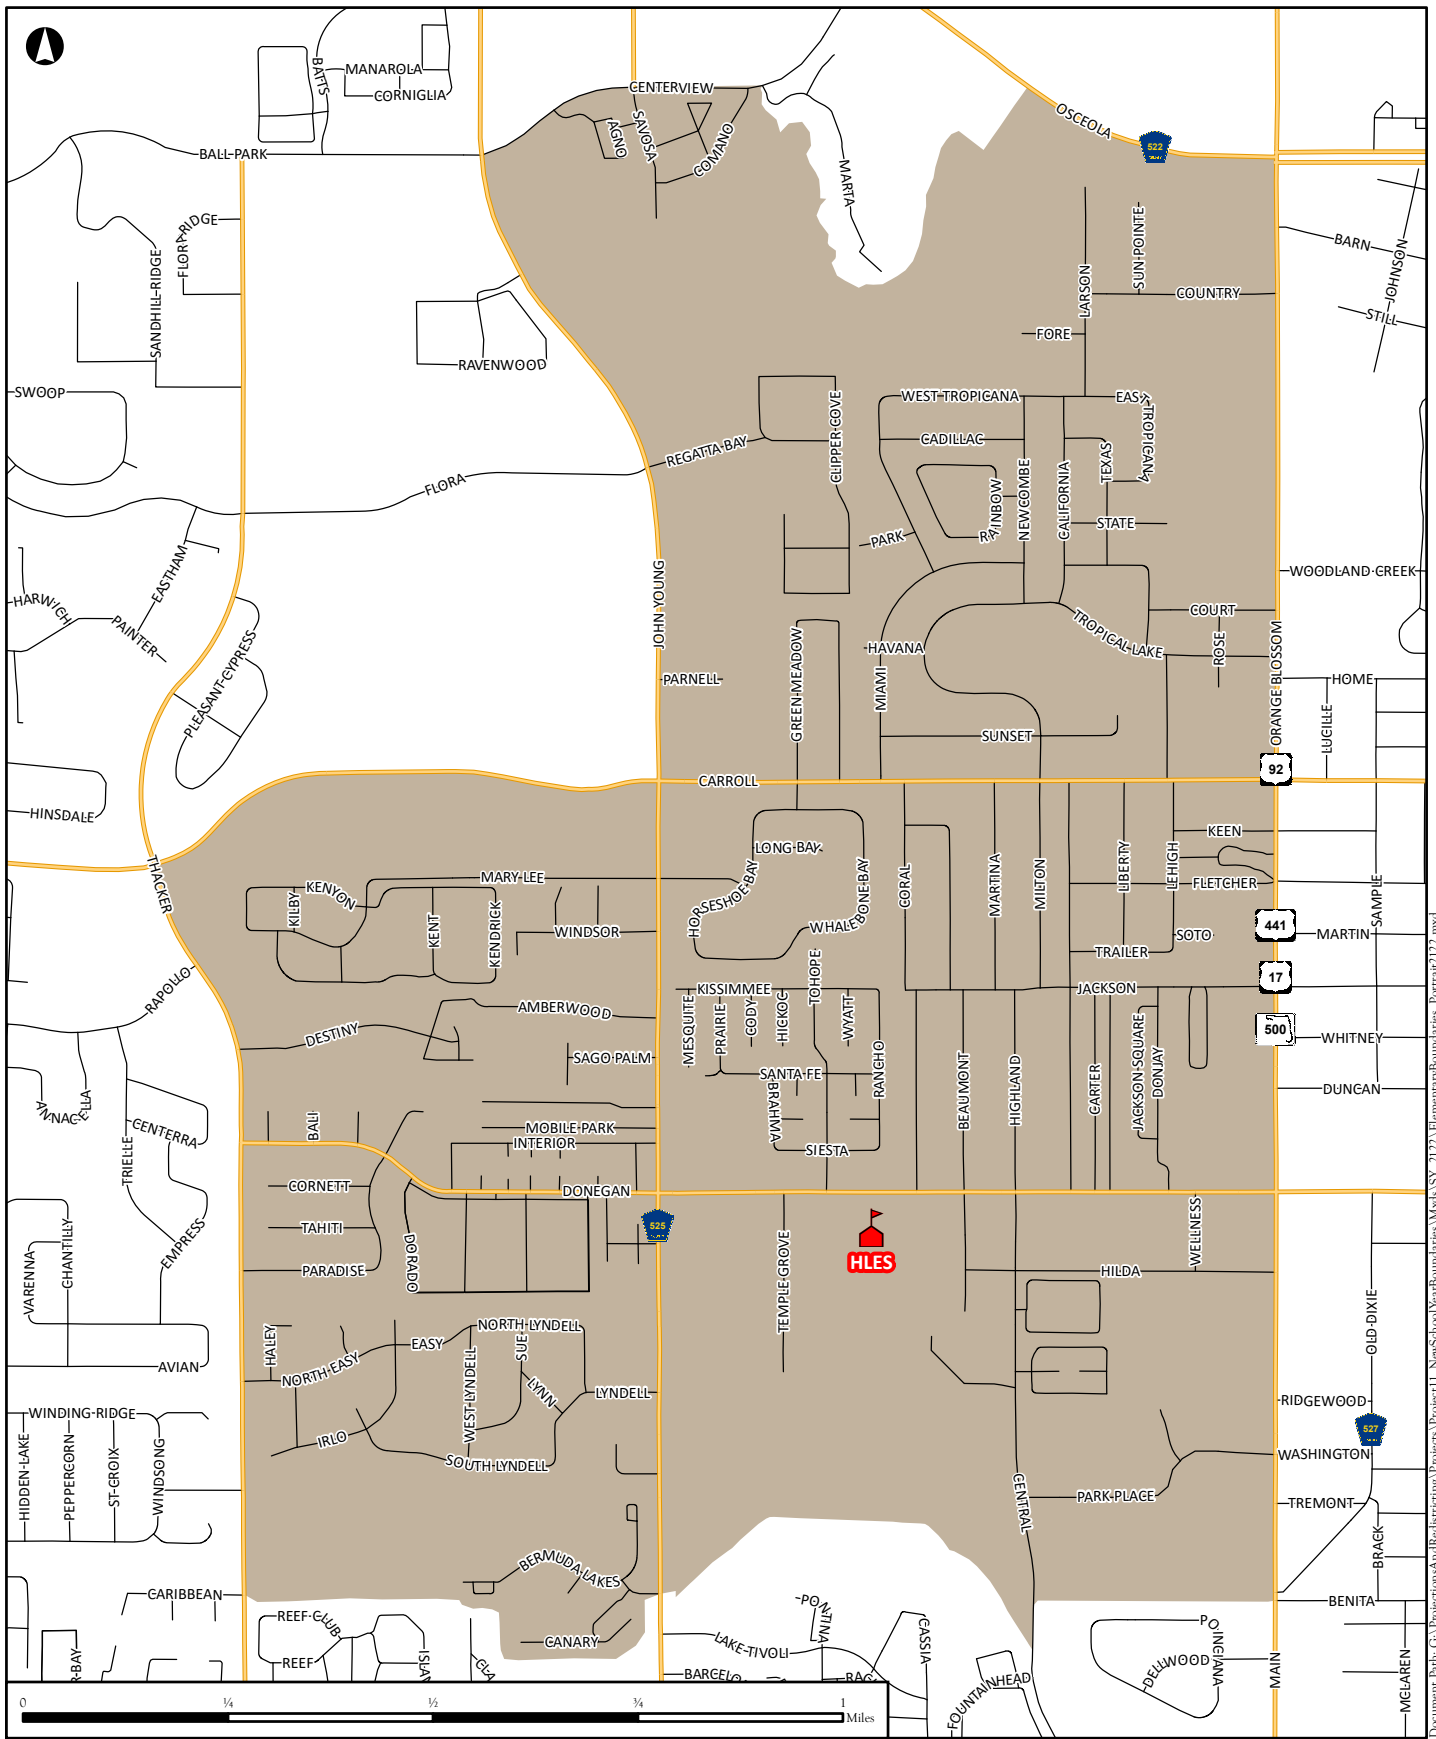 BATTS
MANAROLA
CORNIGLIA
CENTERVIEW
OSCEOLA
522
AGNO
SAVOSA
COMANO
BALL PARK
MARTA
FLORA RIDGE
SUN POINTE
BARN
JOHNSON
SANDHILL RIDGE
LARSON
COUNTRY
STILL
FORE
RAVENWOOD
SWOOP
WEST TROPICANA
EAST TROPICANA
CLIPPER COVE
CADILLAC
REGATTA BAY
TEXAS
FLORA
RAINBOW
NEWCOMBE
CALIFORNIA
STATE
PARK
EASTHAM
WOODLAND CREEK
HARWICH
PAINTER
JOHN YOUNG
COURT
TROPICAL LAKE
ROSE
PLEASANT CYPRESS
GREEN MEADOW
HAVANA
MIAMI
ORANGE BLOSSOM
PARNELL
HOME
LUCILLE
SUNSET
92
CARROLL
HINSDALE
KEEN
LONG BAY
THACKER
MARY LEE
KENYON
KILBY
KENT
KENDRICK
HORSESHOE BAY
WHALEBONE BAY
CORAL
MARTINA
MILTON
LIBERTY
LEHIGH
FLETCHER
SAMPLE
441
WINDSOR
SOTO
MARTIN
TRAILER
RAPOLLO
TOHOPE
17
KISSIMMEE
JACKSON
AMBERWOOD
MESQUITE
PRAIRIE
CODY
HICKOC
WYATT
500
DESTINY
WHITNEY
SAGO PALM
SANTA FE
RANCHO
BEAUMONT
HIGHLAND
CARTER
JACKSON SQUARE
DONJAY
DUNCAN
ANNACELLA
BALI
CENTERRA
BRAHMA
MOBILE PARK
INTERIOR
SIESTA
TRIELLE
CORNETT
DONEGAN
TAHITI
525
CHANTILLY
EMPRESS
DORADO
TEMPLE GROVE
HLES
WELLNESS
VARENNA
PARADISE
HILDA
OLD DIXIE
HALEY
NORTH LYNDELL
EASY
SUE
AVIAN
NORTH EASY
WEST LYNDELL
LYNN
LYNDELL
RIDGEWOOD
WINDING RIDGE
527
IRLO
SOUTH LYNDELL
WASHINGTON
HIDDEN LAKE
PEPPERCORN
ST CROIX
WINDSONG
CENTRAL
PARK PLACE
TREMONT
BRACK
BERMUDA LAKES
CARIBBEAN
BENITA
PONTINA
REEF CLUB
CANARY
CASSIA
POINCIANA
LAKE TIVOLI
REEF
DELLWOOD
MAIN
MCLAREN
FOUNTAINHEAD
0 ¼ ½ ¾ 1
Miles